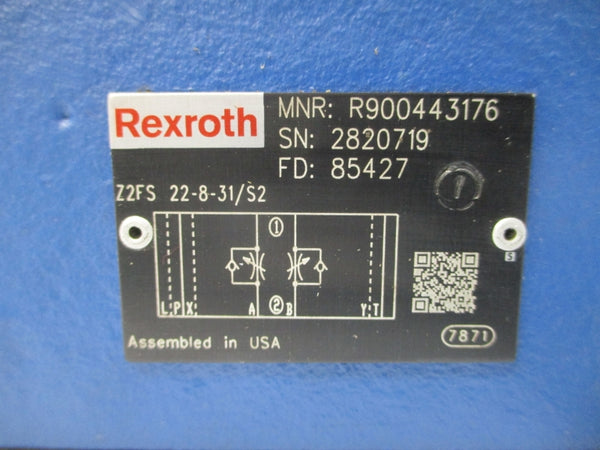 Rexroth
MNR: R900443176
SN: 2820719
FD: 85427
Z2FS 22-8-31/S2
1
L P X A 2 B Y T
S
Assembled in USA
7871